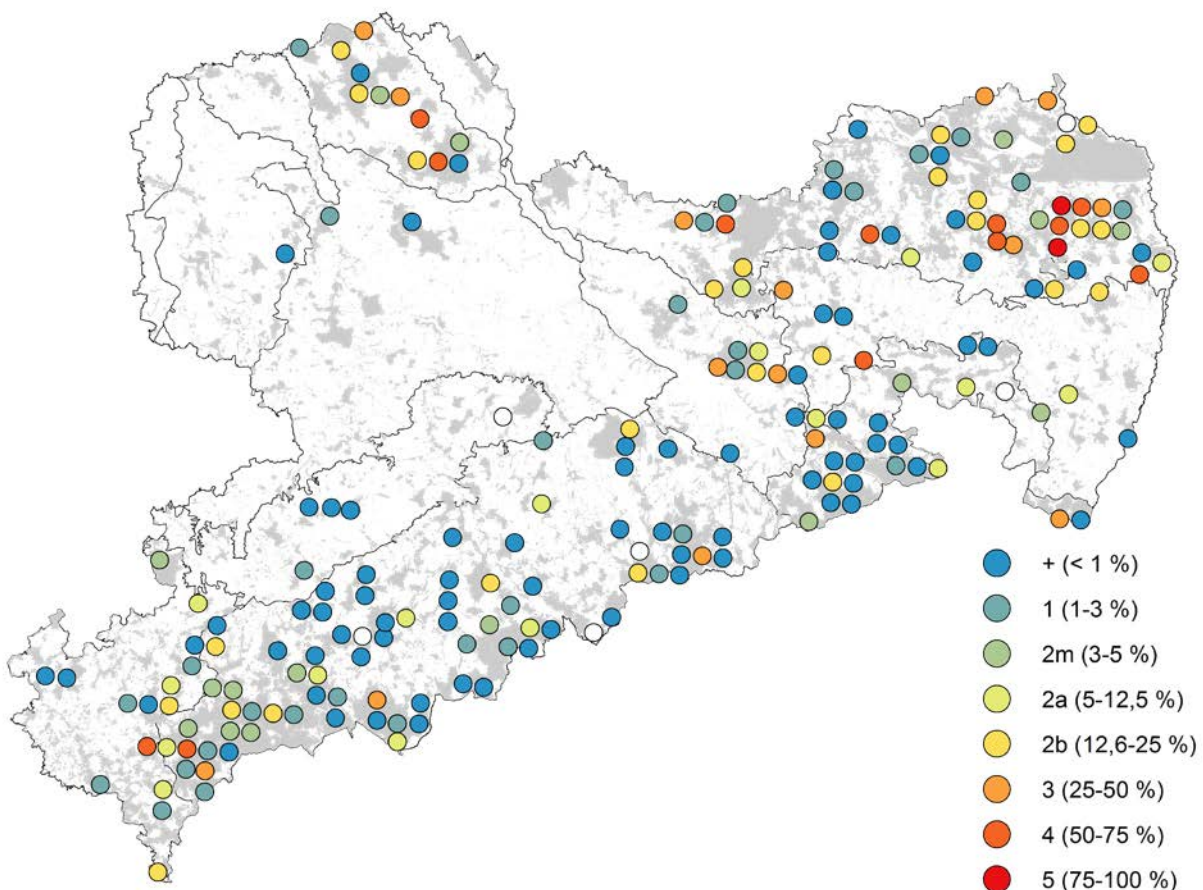 + (< 1 %)
1 (1-3 %)
2m (3-5 %)
2a (5-12,5 %)
2b (12,6-25 %)
3 (25-50 %)
4 (50-75 %)
5 (75-100 %)